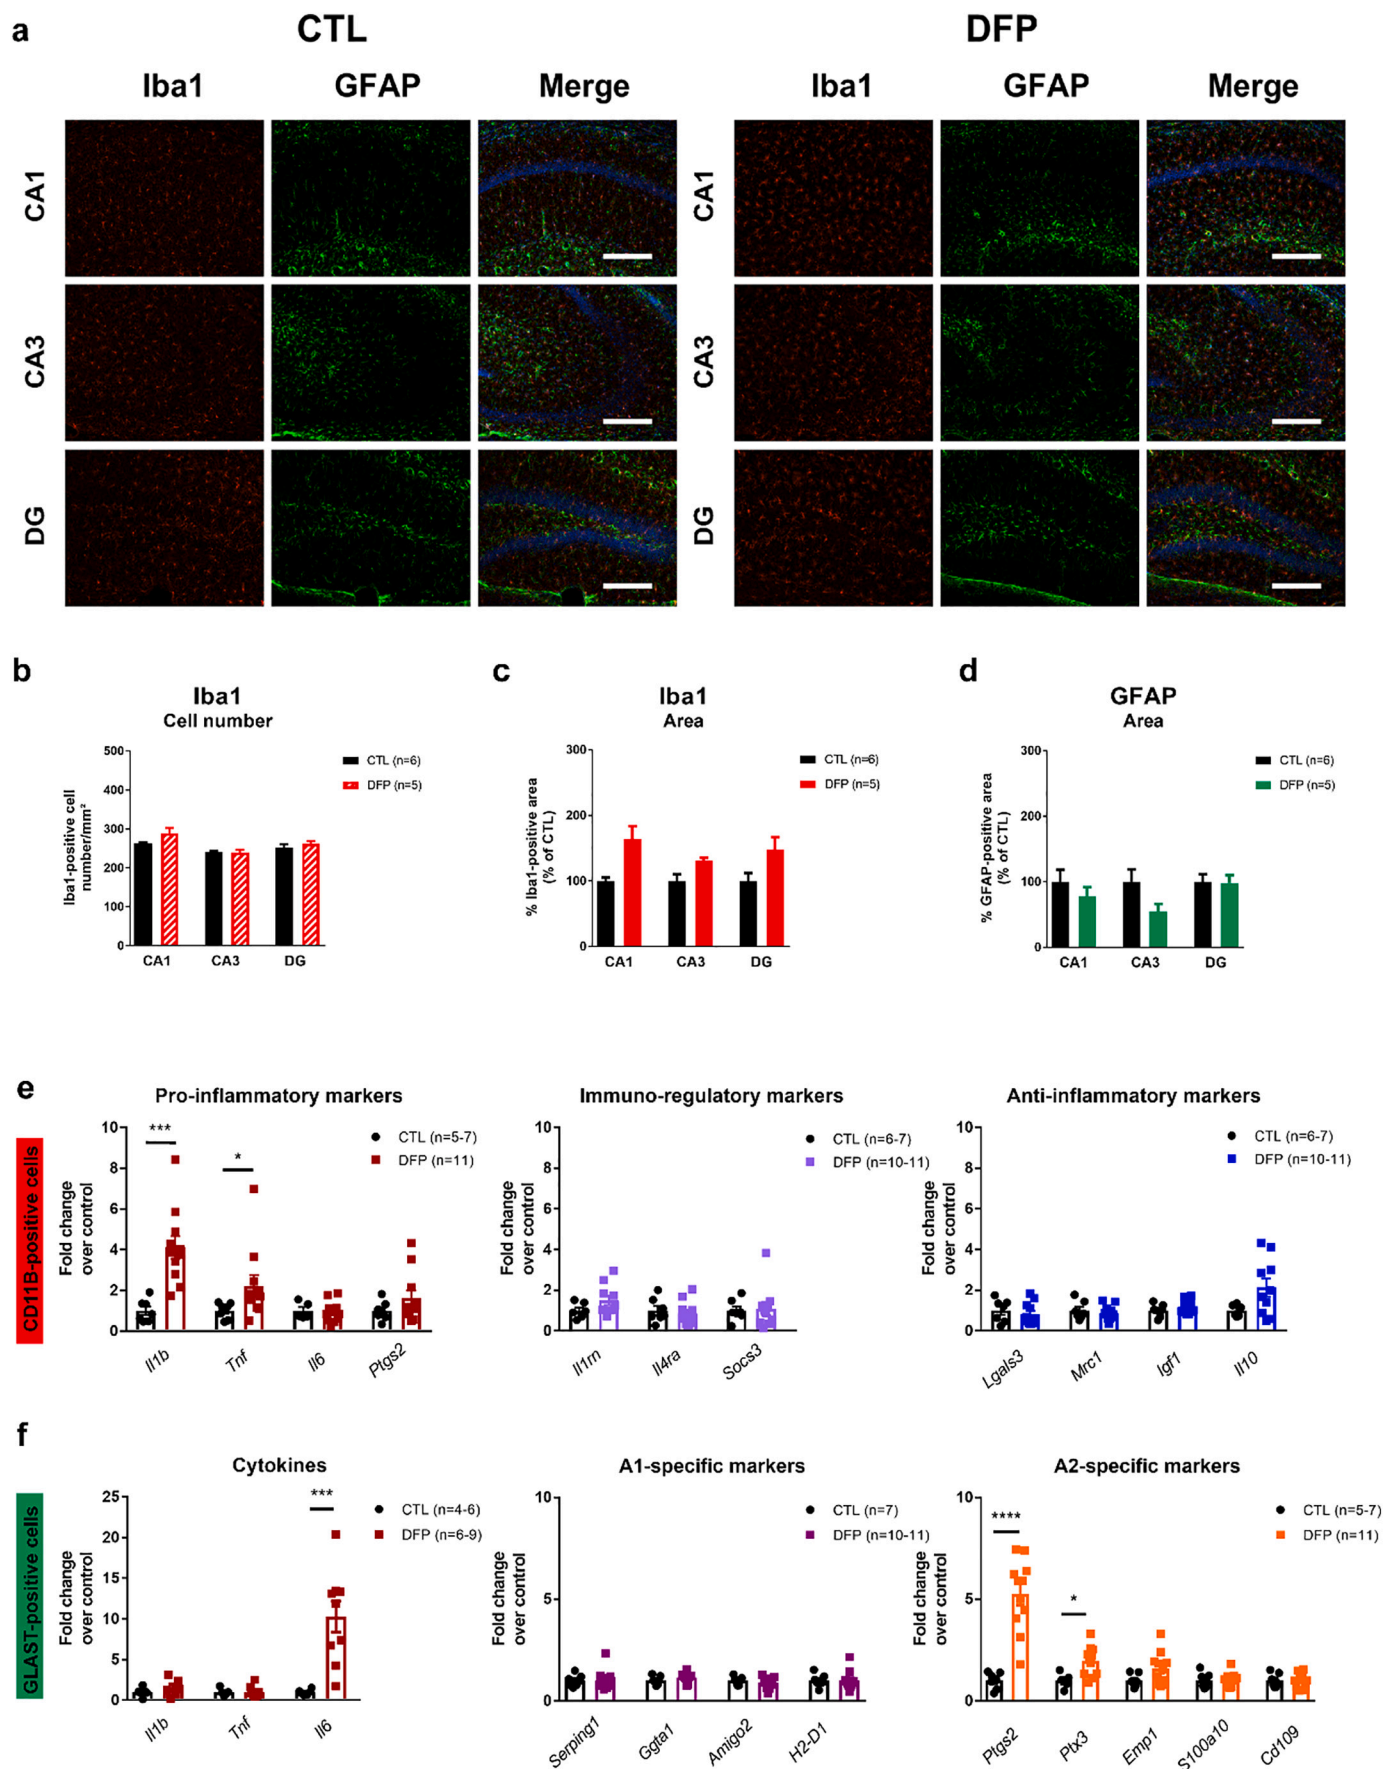 a
CTL
DFP
Iba1 GFAP Merge
Iba1 GFAP Merge
CA1
CA1
CA3
CA3
DG
DG
b
Iba1
Cell number
Iba1-positive cell
number/mm²
500
400
300
200
100
0
CTL (n=6)
DFP (n=5)
CA1 CA3 DG
c
Iba1
Area
% Iba1-positive area
(% of CTL)
300
200
100
0
CTL (n=6)
DFP (n=5)
CA1 CA3 DG
d
GFAP
Area
% GFAP-positive area
(% of CTL)
300
200
100
0
CTL (n=6)
DFP (n=5)
CA1 CA3 DG
e
CD11B-positive cells
Pro-inflammatory markers
Fold change
over control
10
8
6
4
2
0
***
*
CTL (n=5-7)
DFP (n=11)
Il1b Tnf Il6 Ptgs2
Immuno-regulatory markers
Fold change
over control
10
8
6
4
2
0
CTL (n=6-7)
DFP (n=10-11)
Il1rn Il4ra Socs3
Anti-inflammatory markers
Fold change
over control
10
8
6
4
2
0
CTL (n=6-7)
DFP (n=10-11)
Lgals3 Mrc1 Igf1 Il10
f
GLAST-positive cells
Cytokines
Fold change
over control
25
20
15
10
5
0
***
CTL (n=4-6)
DFP (n=6-9)
Il1b Tnf Il6
A1-specific markers
Fold change
over control
10
5
0
CTL (n=7)
DFP (n=10-11)
Serping1 Ggta1 Amigo2 H2-D1
A2-specific markers
Fold change
over control
10
5
0
****
*
CTL (n=5-7)
DFP (n=11)
Ptgs2 Ptx3 Emp1 S100a10 Cd109